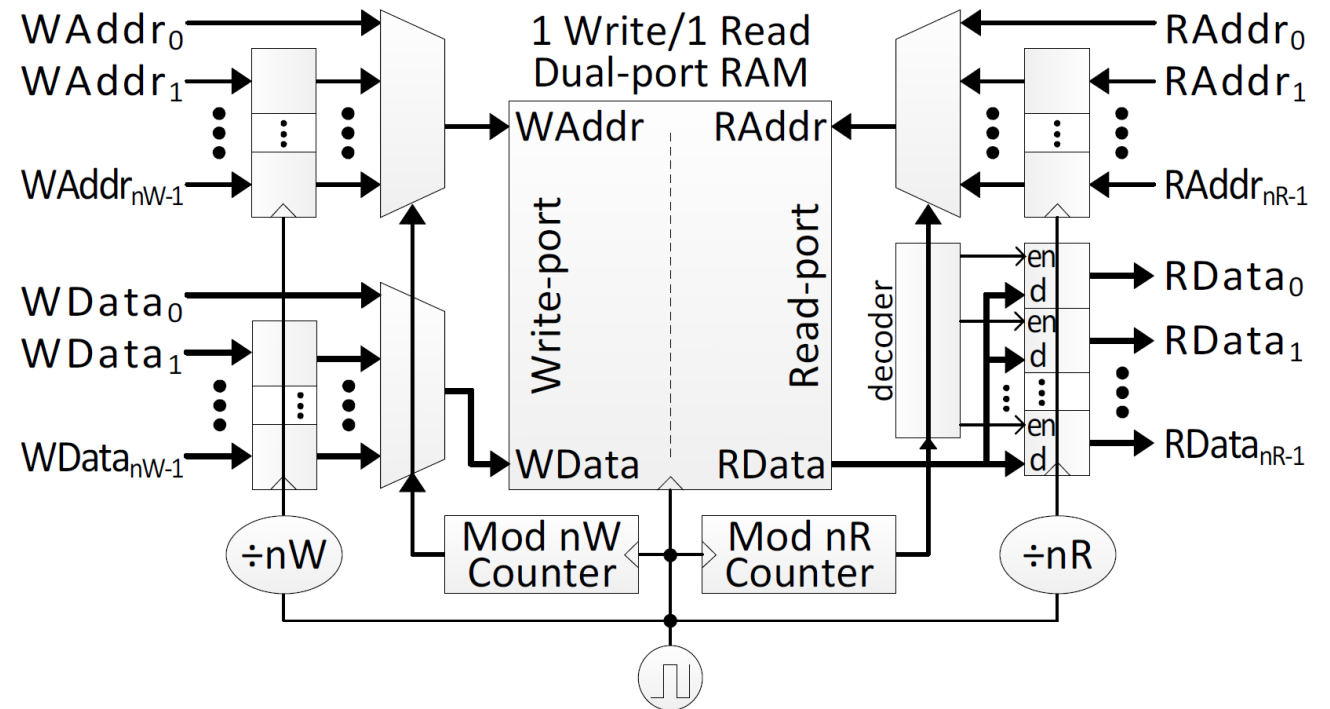 WAddr0
WAddr1
WAddrnW-1
WData0
WData1
WDatanW-1
1 Write/1 Read
Dual-port RAM
WAddr
RAddr
Write-port
Read-port
WData
RData
RAddr0
RAddr1
RAddrnR-1
decoder
en
d
en
d
en
d
RData0
RData1
RDatanR-1
÷nW
Mod nW
Counter
Mod nR
Counter
÷nR